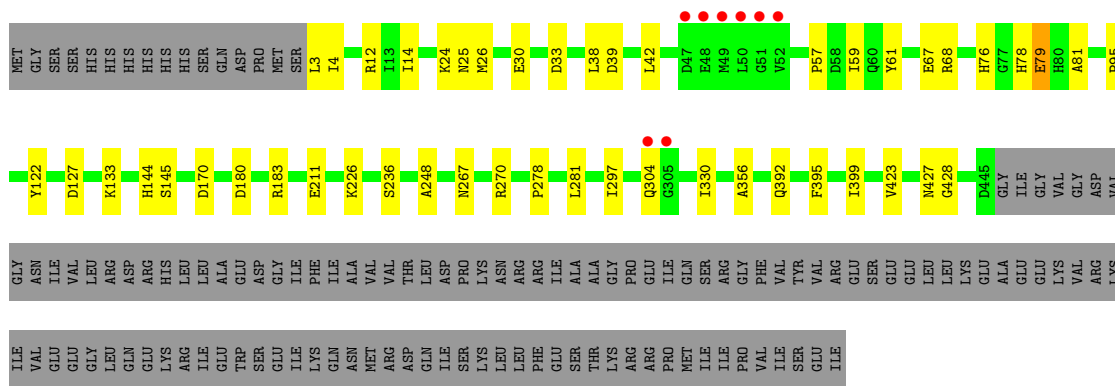 MET GLY SER SER HIS HIS HIS HIS HIS HIS SER GLN ASP PRO MET SER L3 I4 R12 I13 I14 K24 N25 M26 E30 D33 L38 D39 L42 D47 E48 M49 L50 G51 V52 P57 D58 I59 Q60 Y61 E67 R68 H76 G77 H78 E79 H80 A81
Y122 D127 K133 H144 S145 D170 D180 R183 E211 K226 S236 A248 N267 R270 P278 L281 I297 Q304 G305 I330 A356 Q392 F395 I399 V423 N427 G428 D445 GLY ILE GLY VAL GLY ASP VAL
GLY ASN ILE VAL LEU ARG ASP ARG HIS LEU LEU ALA GLU ASP GLY ILE PHE ILE ALA VAL VAL THR LEU ASP PRO LYS ASN ARG ARG ILE ALA ALA GLY PRO GLU ILE GLN SER ARG GLY PHE VAL TYR VAL ARG GLU SER GLU GLU LEU LEU LYS GLU ALA GLU GLU LYS VAL ARG LYS
ILE VAL GLU GLU GLY LEU GLN GLU LYS ARG ILE GLU TRP SER GLU ILE LYS GLN ASN MET ARG ASP GLN ILE SER LYS LEU LEU PHE GLU SER THR LYS ARG ARG PRO MET ILE ILE PRO VAL ILE SER GLU ILE